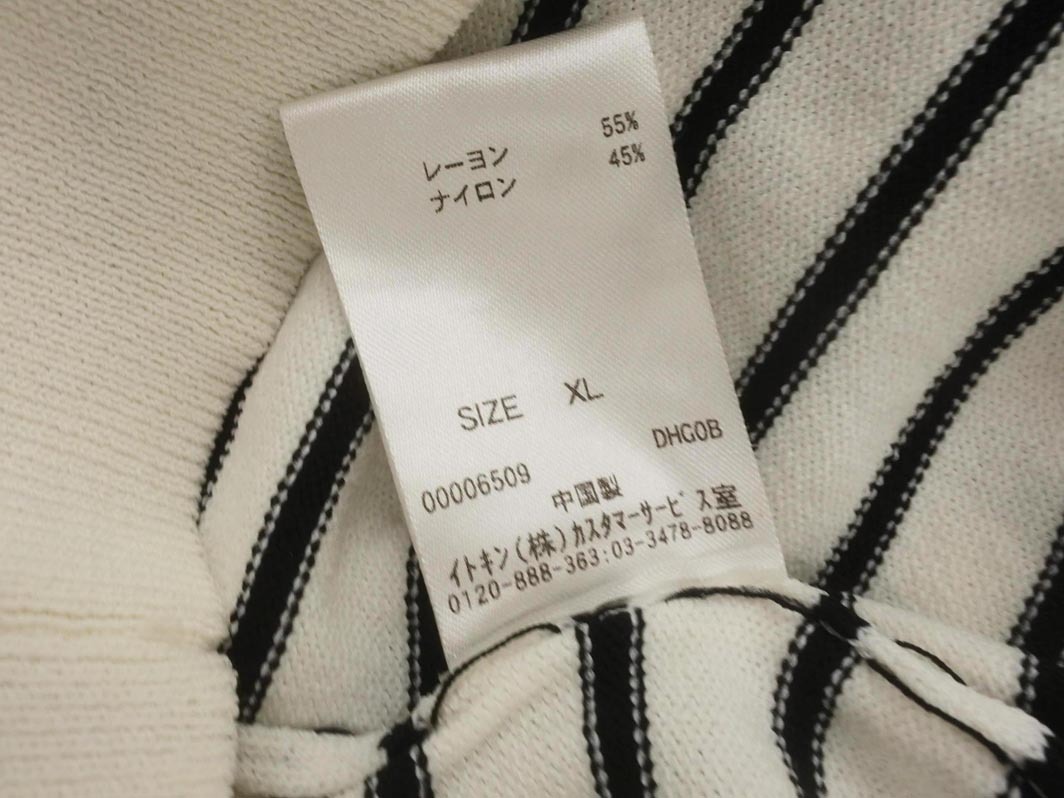 レーヨン 55%
ナイロン 45%
SIZE XL
DHG0B
00006509
中国製
イトキン(株)カスタマーサービス室
0120-888-363:03-3478-8088